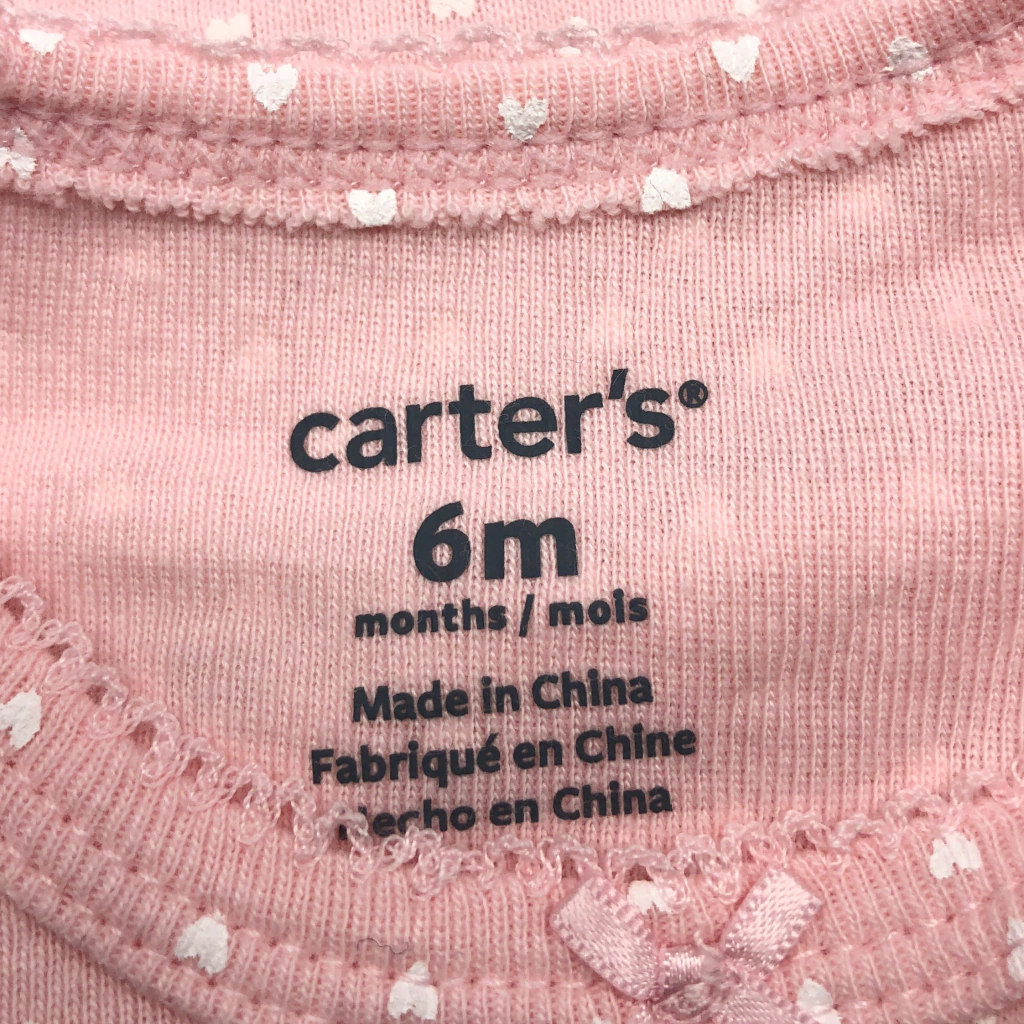 carter's®
6m
months / mois
Made in China
Fabriqué en Chine
Hecho en China